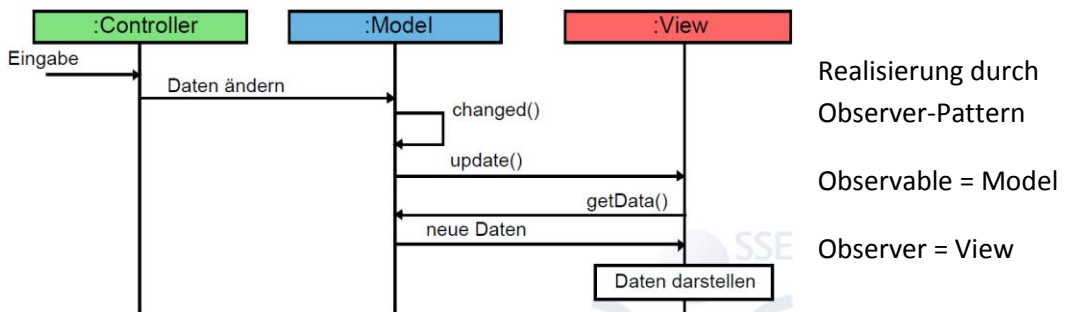 :Controller
:Model
:View
Eingabe
Daten ändern
changed()
update()
getData()
neue Daten
SSE
Daten darstellen
Realisierung durch
Observer-Pattern
Observable = Model
Observer = View